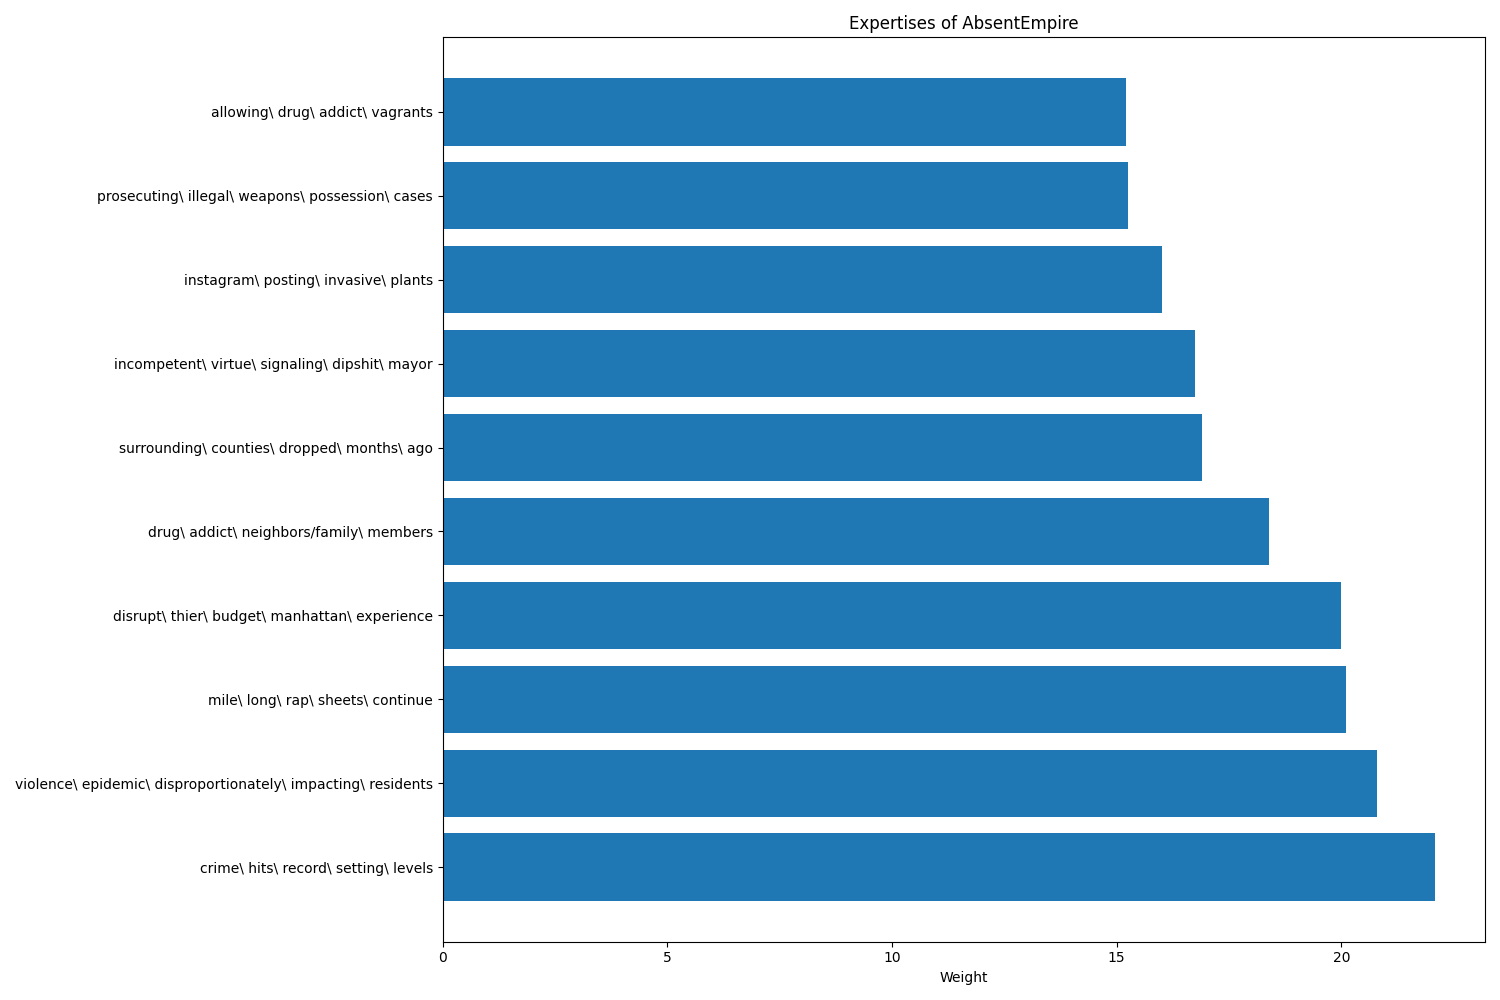 Expertises of AbsentEmpire
allowing\ drug\ addict\ vagrants
prosecuting\ illegal\ weapons\ possession\ cases
instagram\ posting\ invasive\ plants
incompetent\ virtue\ signaling\ dipshit\ mayor
surrounding\ counties\ dropped\ months\ ago
drug\ addict\ neighbors/family\ members
disrupt\ thier\ budget\ manhattan\ experience
mile\ long\ rap\ sheets\ continue
violence\ epidemic\ disproportionately\ impacting\ residents
crime\ hits\ record\ setting\ levels
0 5 10 15 20
Weight